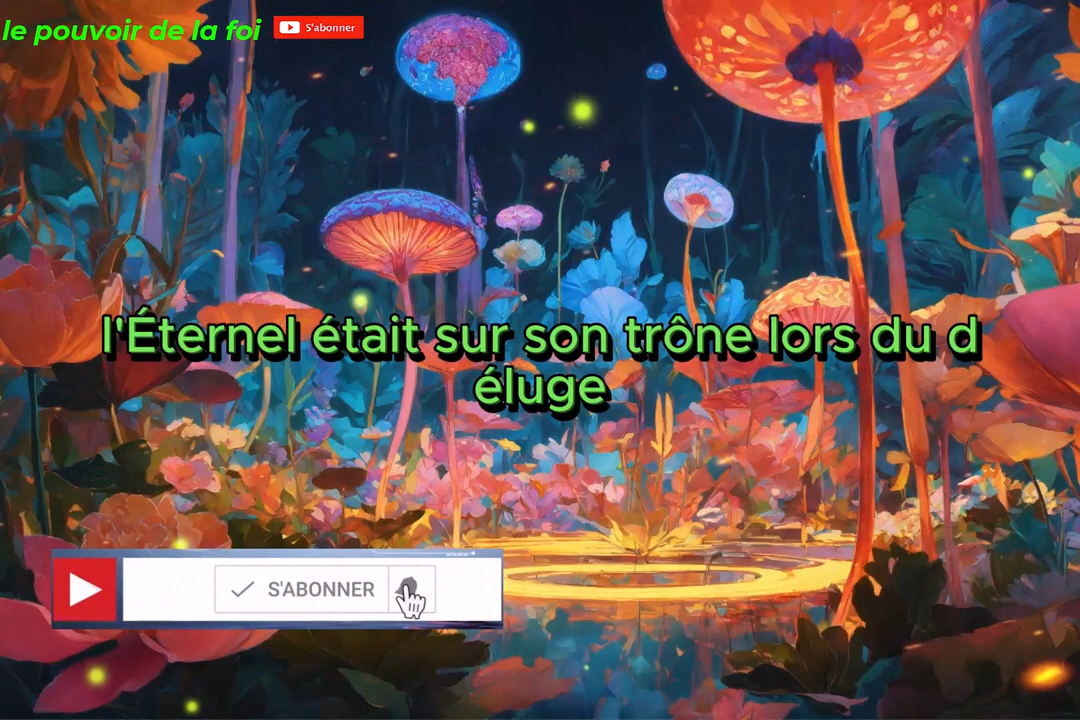 le pouvoir de la foi
S'abonner
l'Éternel était sur son trône lors du d
éluge
S'ABONNER